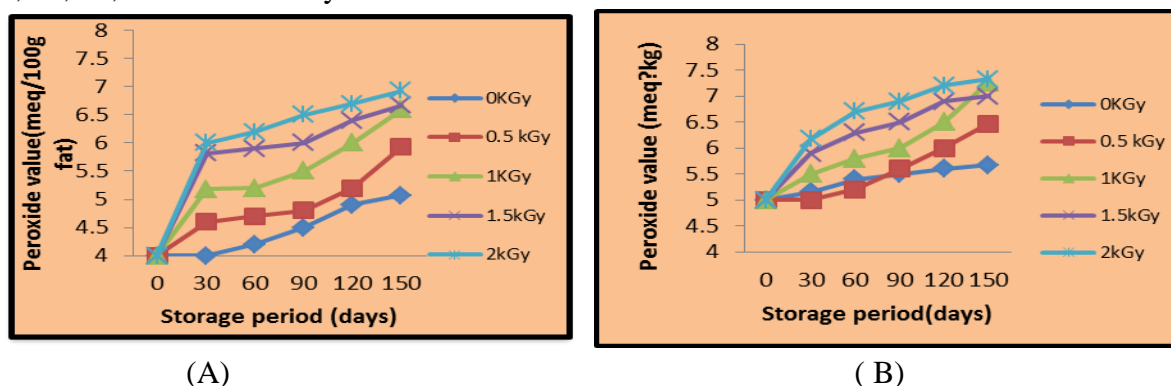 Peroxide value(meq/100g
fat)
8
7.5
7
6.5
6
5.5
5
4.5
4
0 30 60 90 120 150
Storage period (days)
0KGy
0.5 kGy
1KGy
1.5kGy
2kGy
(A)
Peroxide value (meq?kg)
8
7.5
7
6.5
6
5.5
5
4.5
4
0 30 60 90 120 150
Storage period(days)
0KGy
0.5 kGy
1KGy
1.5kGy
2kGy
( B)